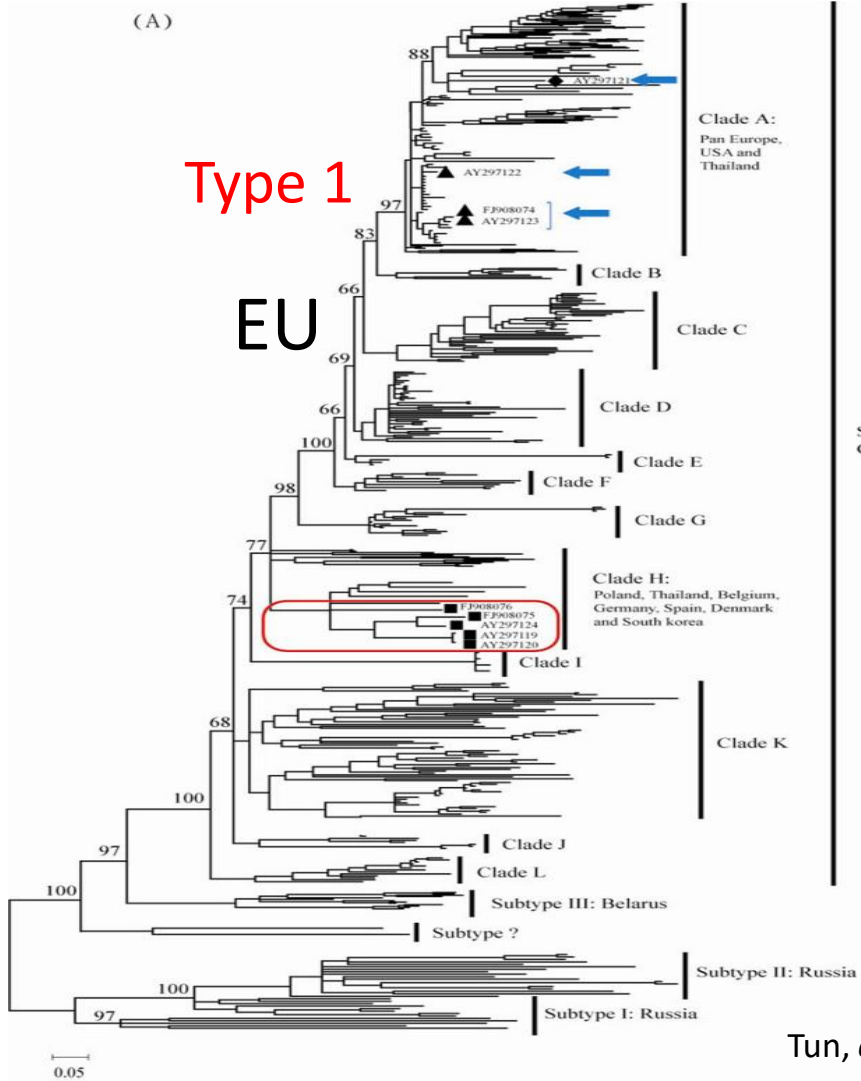 (A)
88
AY297121
Clade A:
Pan Europe,
USA and
Thailand
Type 1
AY297122
97
FJ908074
AY297123
83
Clade B
66
EU
Clade C
69
66
Clade D
100
Clade E
Clade F
98
Clade G
77
Clade H:
Poland, Thailand, Belgium,
Germany, Spain, Denmark
and South korea
74
FJ908076
FJ908075
AY297124
AY297119
AY297120
Clade I
68
Clade K
100
Clade J
97
Clade L
100
Subtype III: Belarus
Subtype ?
Subtype II: Russia
100
Subtype I: Russia
97
0.05
Tun,